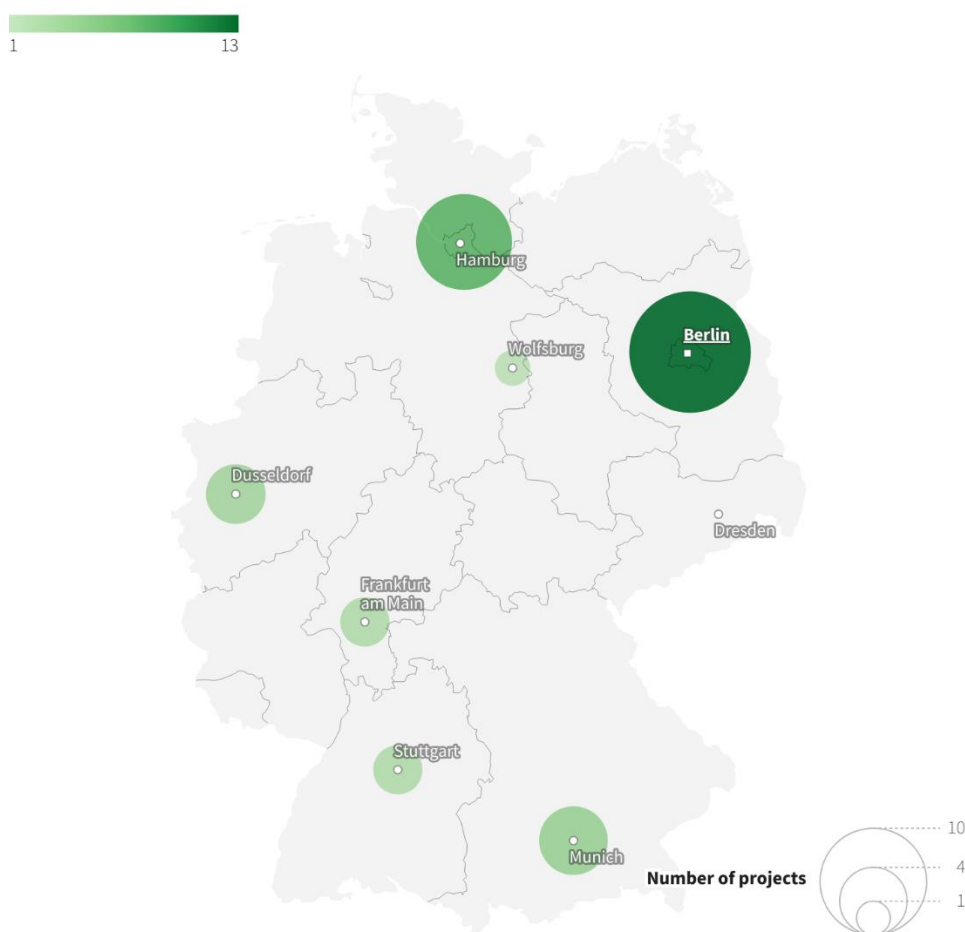 1 13
Hamburg
Berlin
Wolfsburg
Dusseldorf
Dresden
Frankfurt
am Main
Stuttgart
Munich
Number of projects
10
4
1